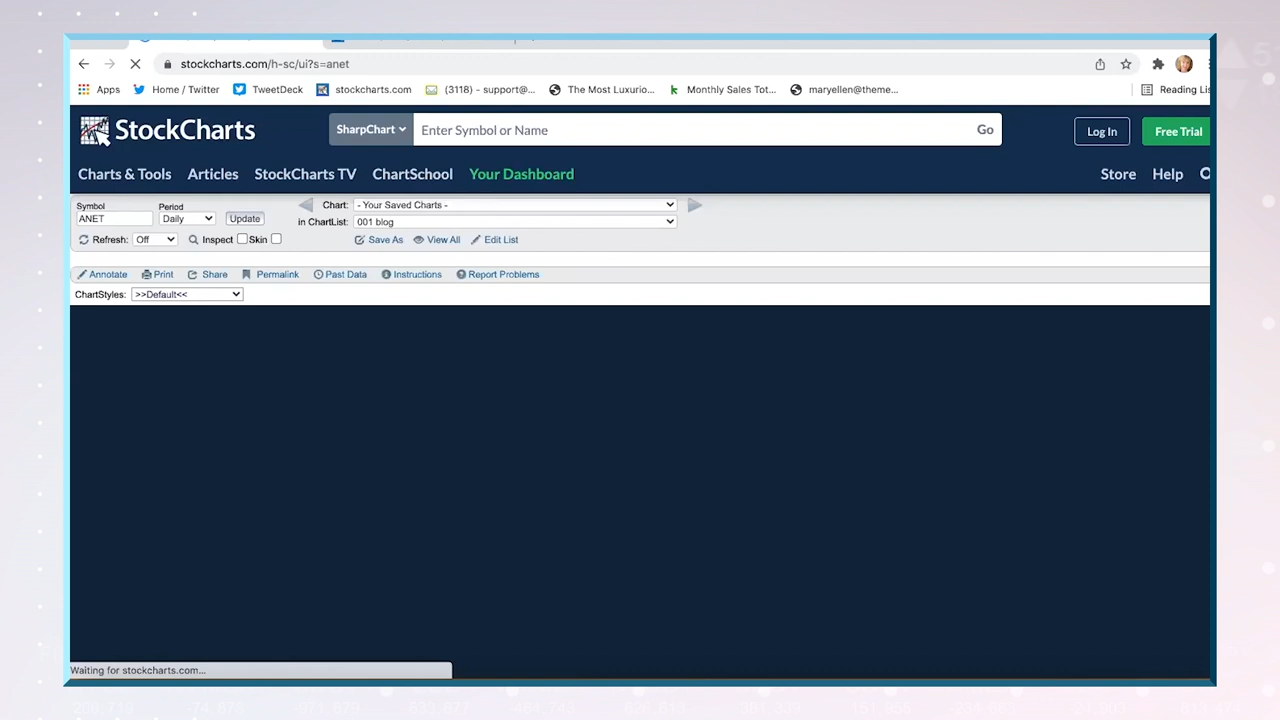 stockcharts.com/h-sc/ui?s=anet
Apps Home / Twitter TweetDeck stockcharts.com (3118) - support@... The Most Luxurio... Monthly Sales Tot... maryellen@theme... Reading Lis
StockCharts SharpChart Enter Symbol or Name Go Log In Free Trial
Charts & Tools Articles StockCharts TV ChartSchool Your Dashboard Store Help
Symbol Period Chart: - Your Saved Charts -
ANET Daily Update in ChartList: 001 blog
Refresh: Off Inspect Skin Save As View All Edit List
Annotate Print Share Permalink Past Data Instructions Report Problems
ChartStyles: >>Default<<
Waiting for stockcharts.com...